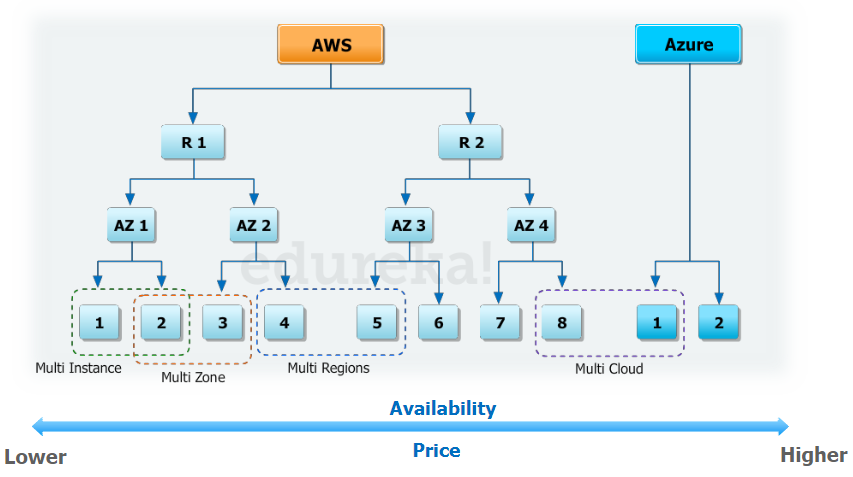 AWS
Azure
R 1
R 2
AZ 1
AZ 2
AZ 3
AZ 4
edureka!
1
2
3
4
5
6
7
8
1
2
Multi Instance
Multi Zone
Multi Regions
Multi Cloud
Availability
Lower
Price
Higher